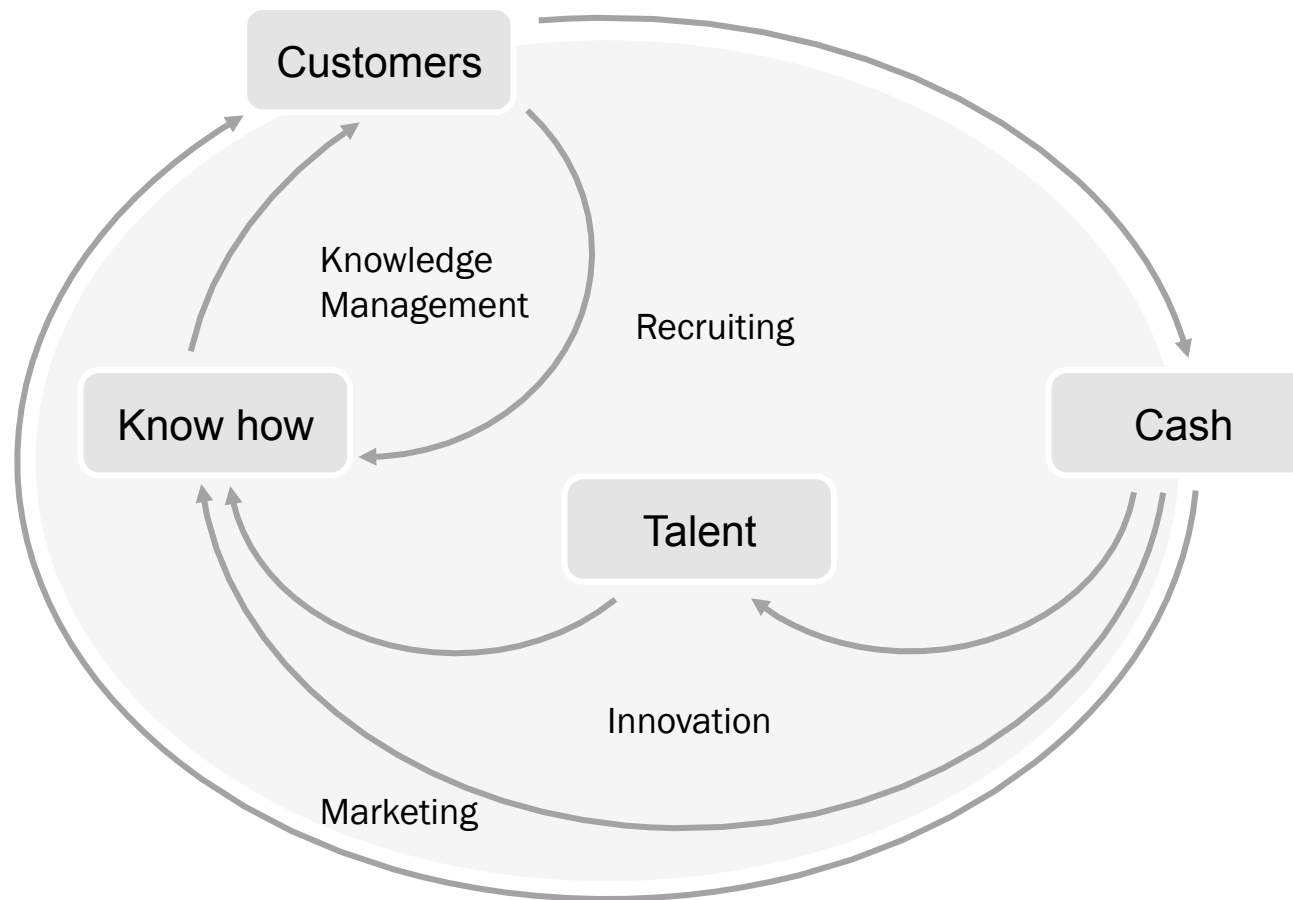 Customers
Knowledge
Management
Recruiting
Know how
Cash
Talent
Innovation
Marketing